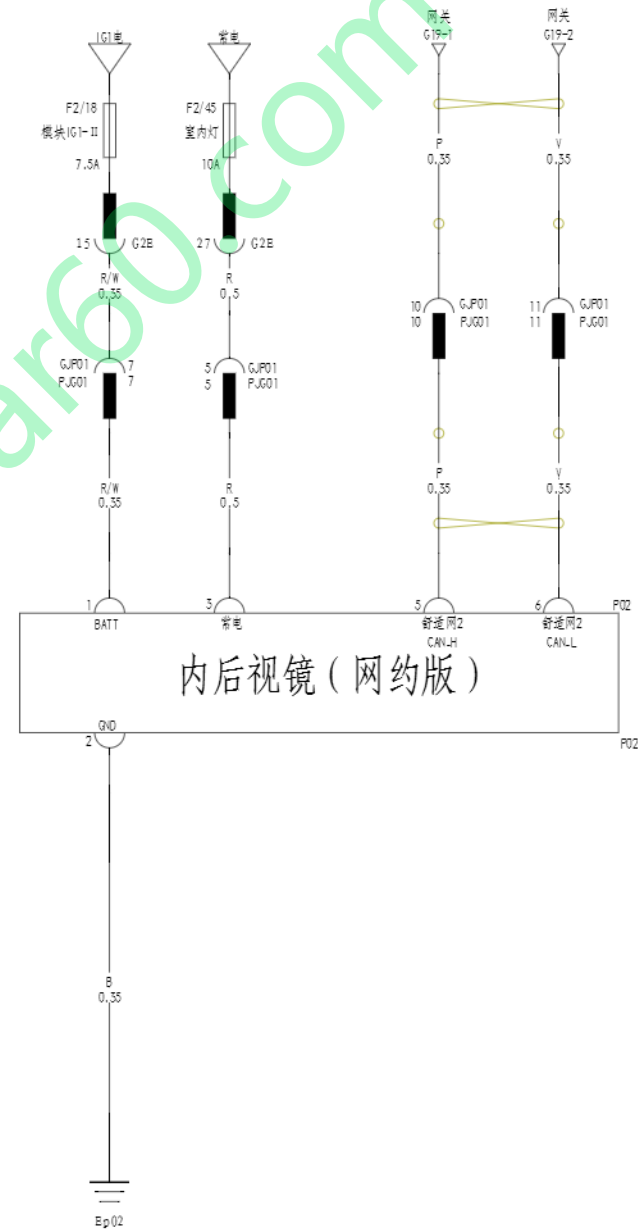 IG1电
常电
网关
G19-1
网关
G19-2
F2/18
模块IG1-II
7.5A
F2/45
室内灯
10A
P
0.35
V
0.35
15 G2E
27 G2E
R/W
0.35
R
0.5
10 GJP01
10 PJG01
11 GJP01
11 PJG01
GJP01 7
PJG01 7
5 GJP01
5 PJG01
R/W
0.35
R
0.5
P
0.35
V
0.35
1
3
5
6
P02
BATT
常电
舒适网2
CAN_H
舒适网2
CAN_L
内后视镜(网约版)
GND
2
P02
B
0.35
Ep02
ar60.com